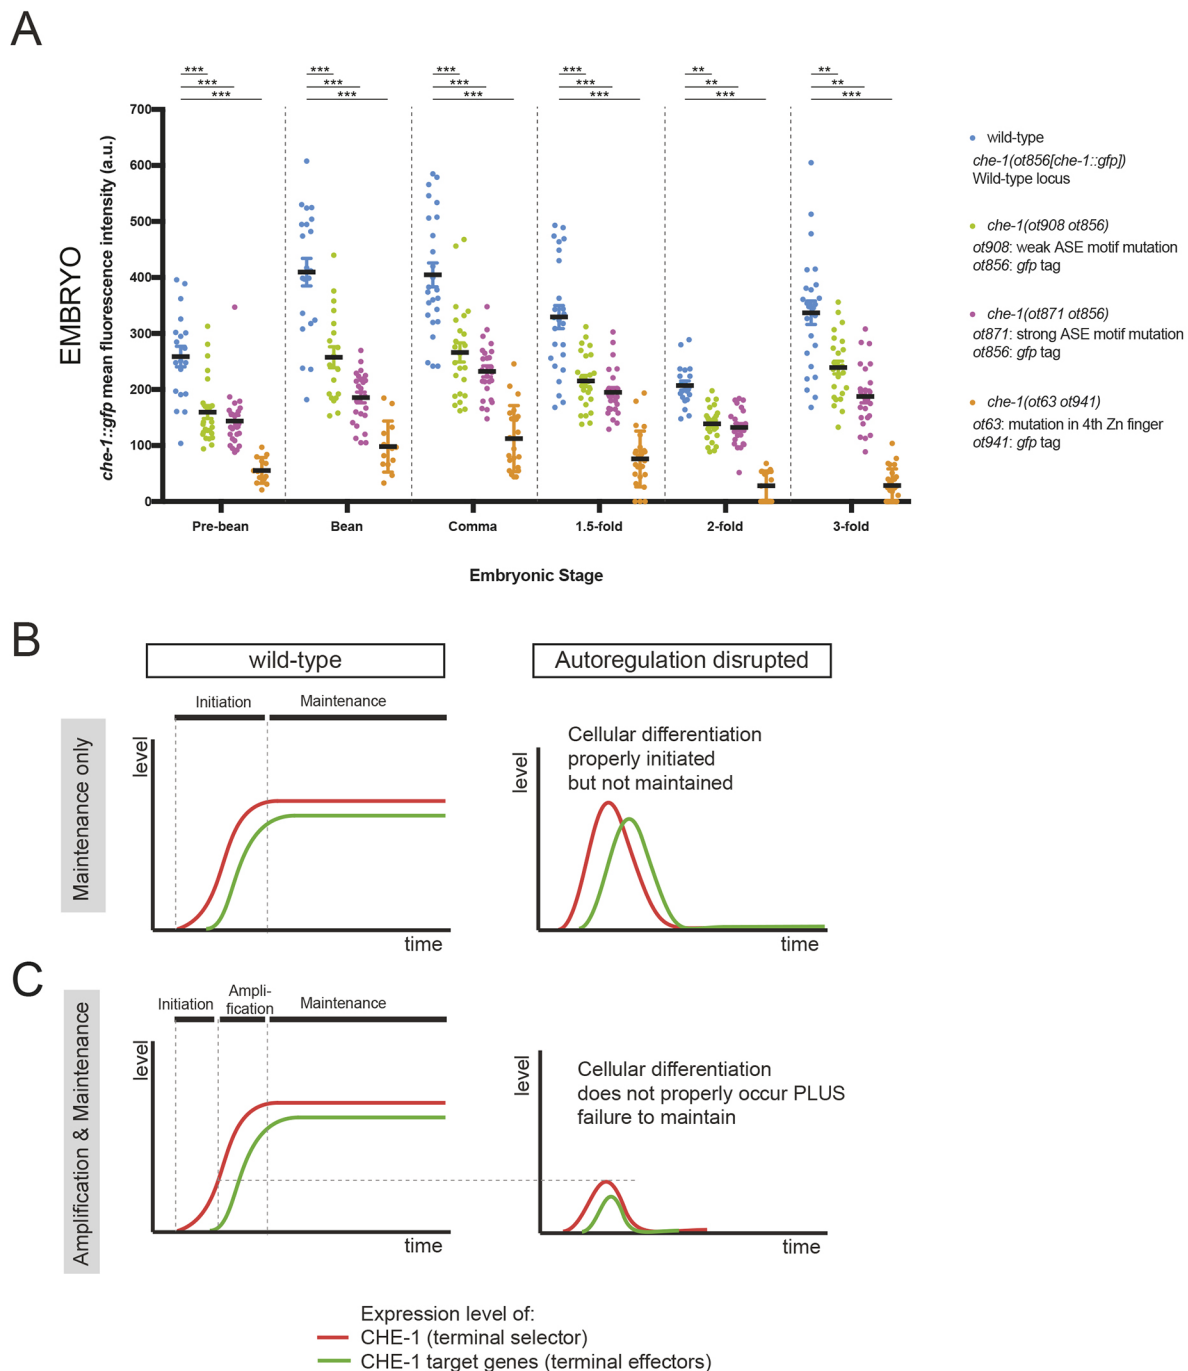 A
EMBRYO
che-1::gfp mean fluorescence intensity (a.u.)
700
600
500
400
300
200
100
0
*** *** *** *** ** **
*** *** *** *** ** **
*** *** *** *** *** ***
Pre-bean Bean Comma 1.5-fold 2-fold 3-fold
Embryonic Stage
wild-type
che-1(ot856[che-1::gfp])
Wild-type locus
che-1(ot908 ot856)
ot908: weak ASE motif mutation
ot856: gfp tag
che-1(ot871 ot856)
ot871: strong ASE motif mutation
ot856: gfp tag
che-1(ot63 ot941)
ot63: mutation in 4th Zn finger
ot941: gfp tag
B
wild-type
Autoregulation disrupted
Maintenance only
Initiation Maintenance
level
time
Cellular differentiation
properly initiated
but not maintained
level
time
C
Amplification & Maintenance
Initiation
Ampli-
fication
Maintenance
level
time
Cellular differentiation
does not properly occur PLUS
failure to maintain
level
time
Expression level of:
CHE-1 (terminal selector)
CHE-1 target genes (terminal effectors)